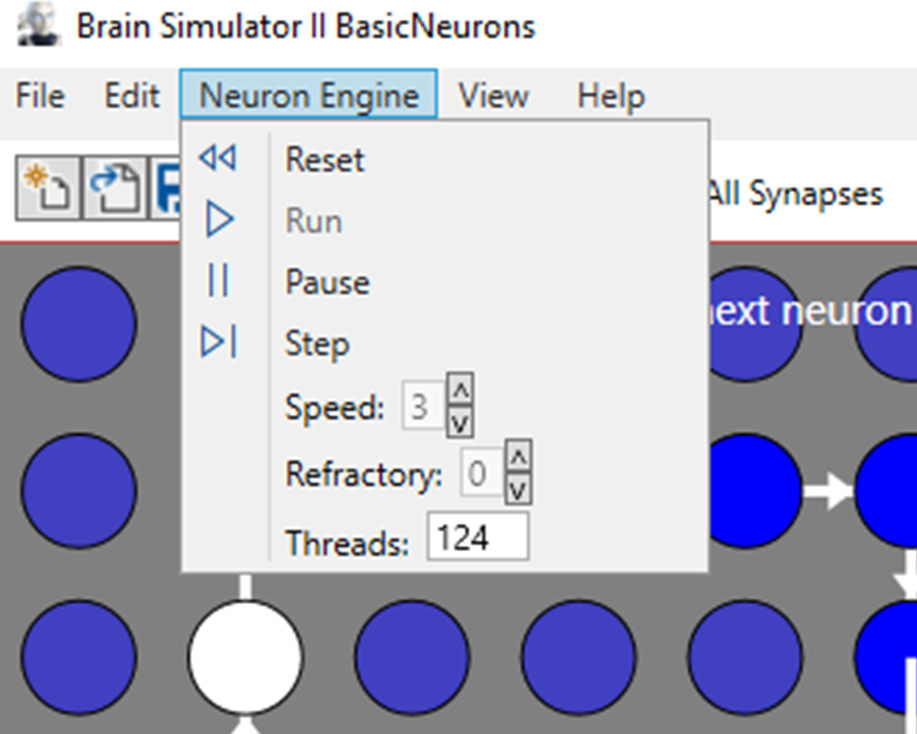 Brain Simulator II BasicNeurons
File Edit Neuron Engine View Help
Reset
All Synapses
Run
Pause
neuron
Step
Speed: 3
Refractory: 0
Threads: 124